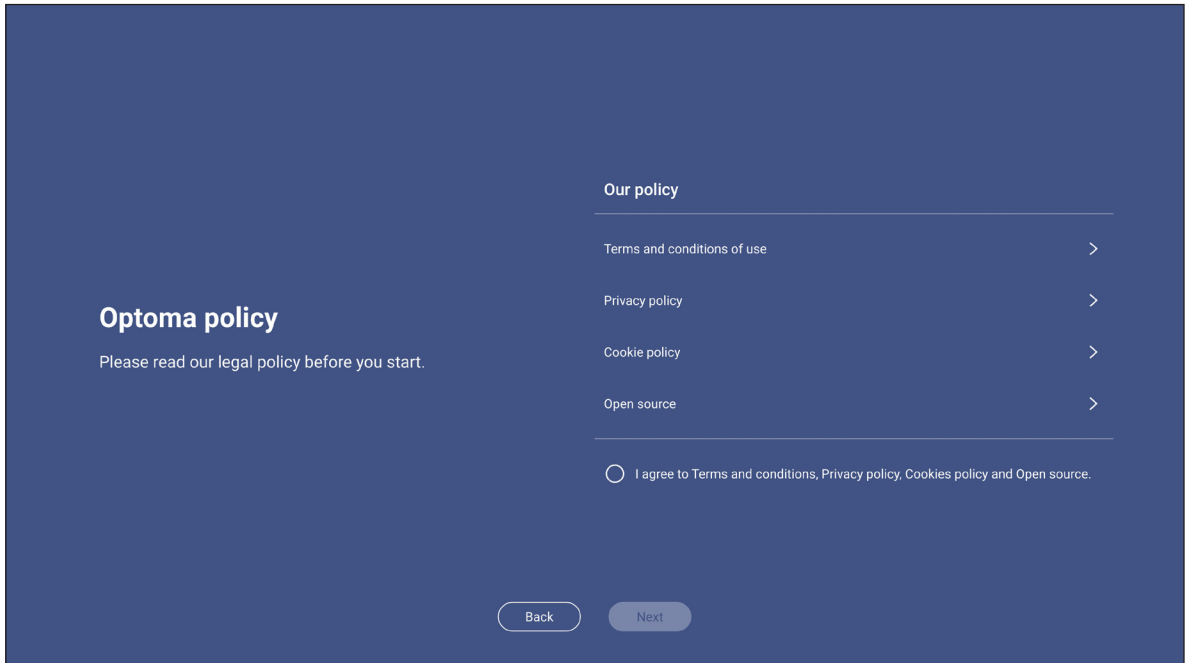 Optoma policy
Please read our legal policy before you start.
Our policy
Terms and conditions of use
Privacy policy
Cookie policy
Open source
I agree to Terms and conditions, Privacy policy, Cookies policy and Open source.
Back
Next